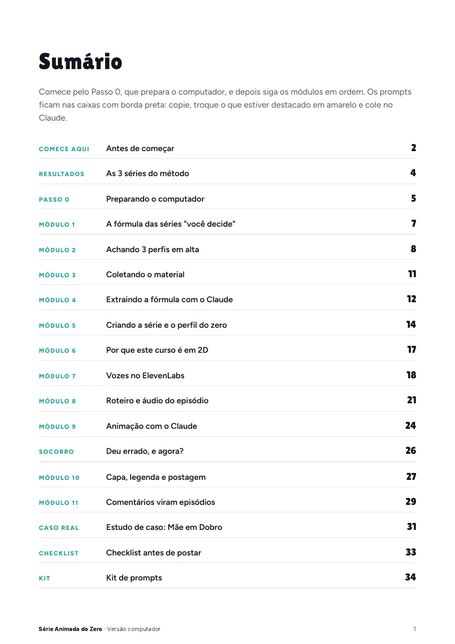 Sumário
Comece pelo Passo 0, que prepara o computador, e depois siga os módulos em ordem. Os prompts
ficam nas caixas com borda preta: copie, troque o que estiver destacado em amarelo e cole no
Claude.
COMECE AQUI Antes de começar 2
RESULTADOS As 3 séries do método 4
PASSO 0 Preparando o computador 5
MÓDULO 1 A fórmula das séries "você decide" 7
MÓDULO 2 Achando 3 perfis em alta 8
MÓDULO 3 Coletando o material 11
MÓDULO 4 Extraindo a fórmula com o Claude 12
MÓDULO 5 Criando a série e o perfil do zero 14
MÓDULO 6 Por que este curso é em 2D 17
MÓDULO 7 Vozes no ElevenLabs 18
MÓDULO 8 Roteiro e áudio do episódio 21
MÓDULO 9 Animação com o Claude 24
SOCORRO Deu errado, e agora? 26
MÓDULO 10 Capa, legenda e postagem 27
MÓDULO 11 Comentários viram episódios 29
CASO REAL Estudo de caso: Mãe em Dobro 31
CHECKLIST Checklist antes de postar 33
KIT Kit de prompts 34
Série Animada do Zero · Versão computador 1